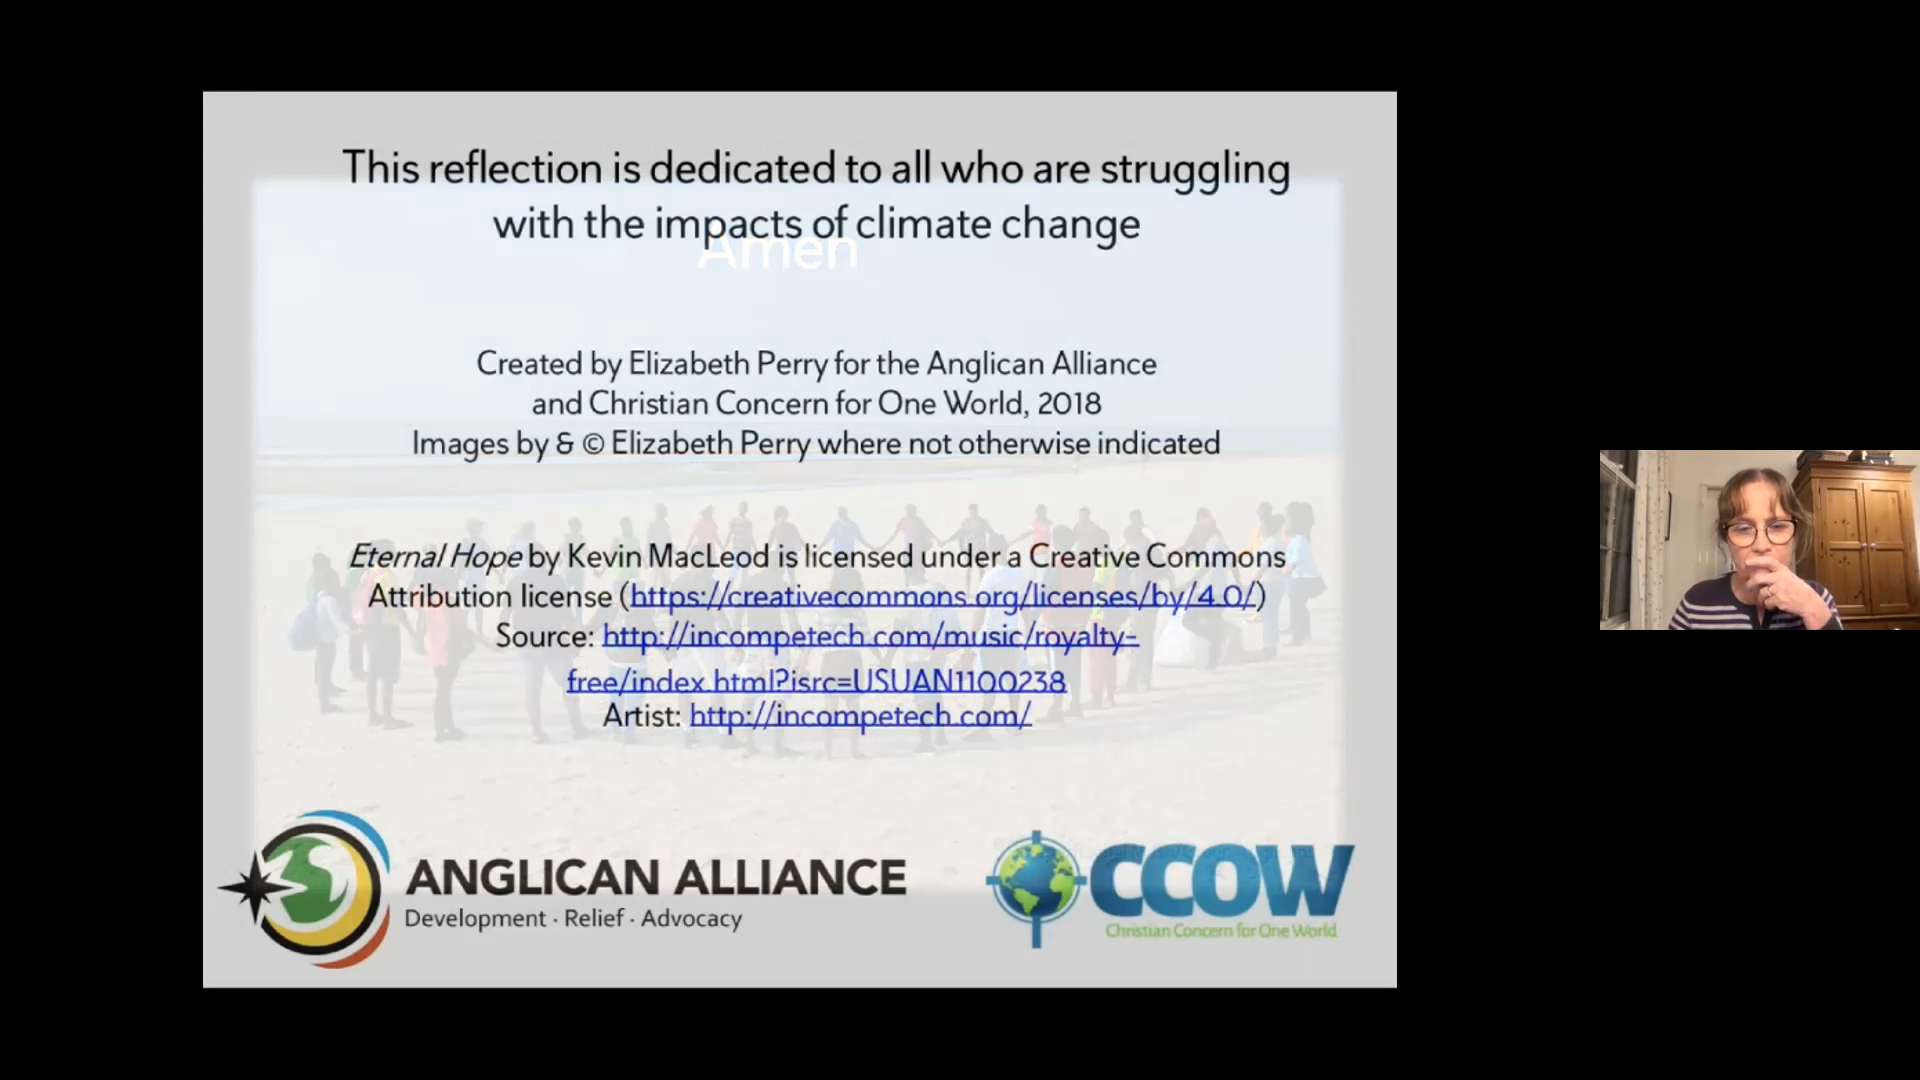 This reflection is dedicated to all who are struggling
with the impacts of climate change
Amen
Created by Elizabeth Perry for the Anglican Alliance
and Christian Concern for One World, 2018
Images by & © Elizabeth Perry where not otherwise indicated
Eternal Hope by Kevin MacLeod is licensed under a Creative Commons
Attribution license (https://creativecommons.org/licenses/by/4.0/)
Source: http://incompetech.com/music/royalty-
free/index.html?isrc=USUAN1100238
Artist: http://incompetech.com/
ANGLICAN ALLIANCE
Development · Relief · Advocacy
CCOW
Christian Concern for One World